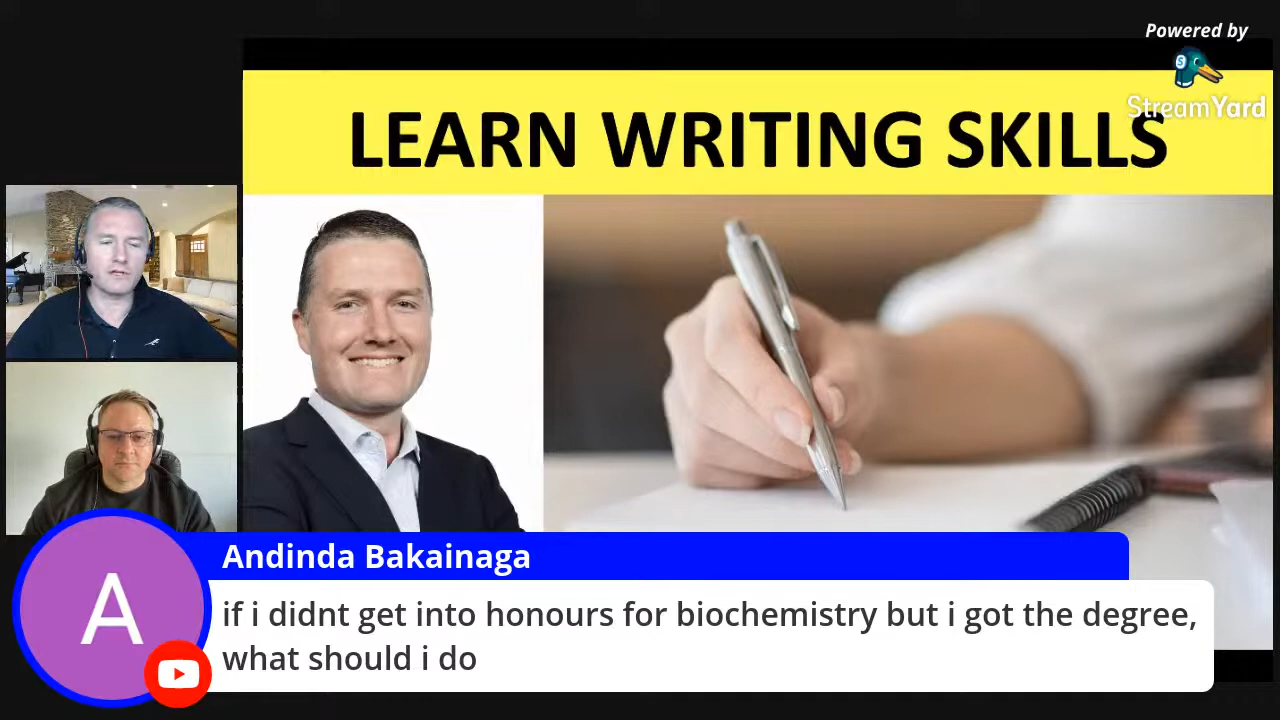 Powered by
StreamYard
LEARN WRITING SKILLS
A
Andinda Bakainaga
if i didnt get into honours for biochemistry but i got the degree,
what should i do